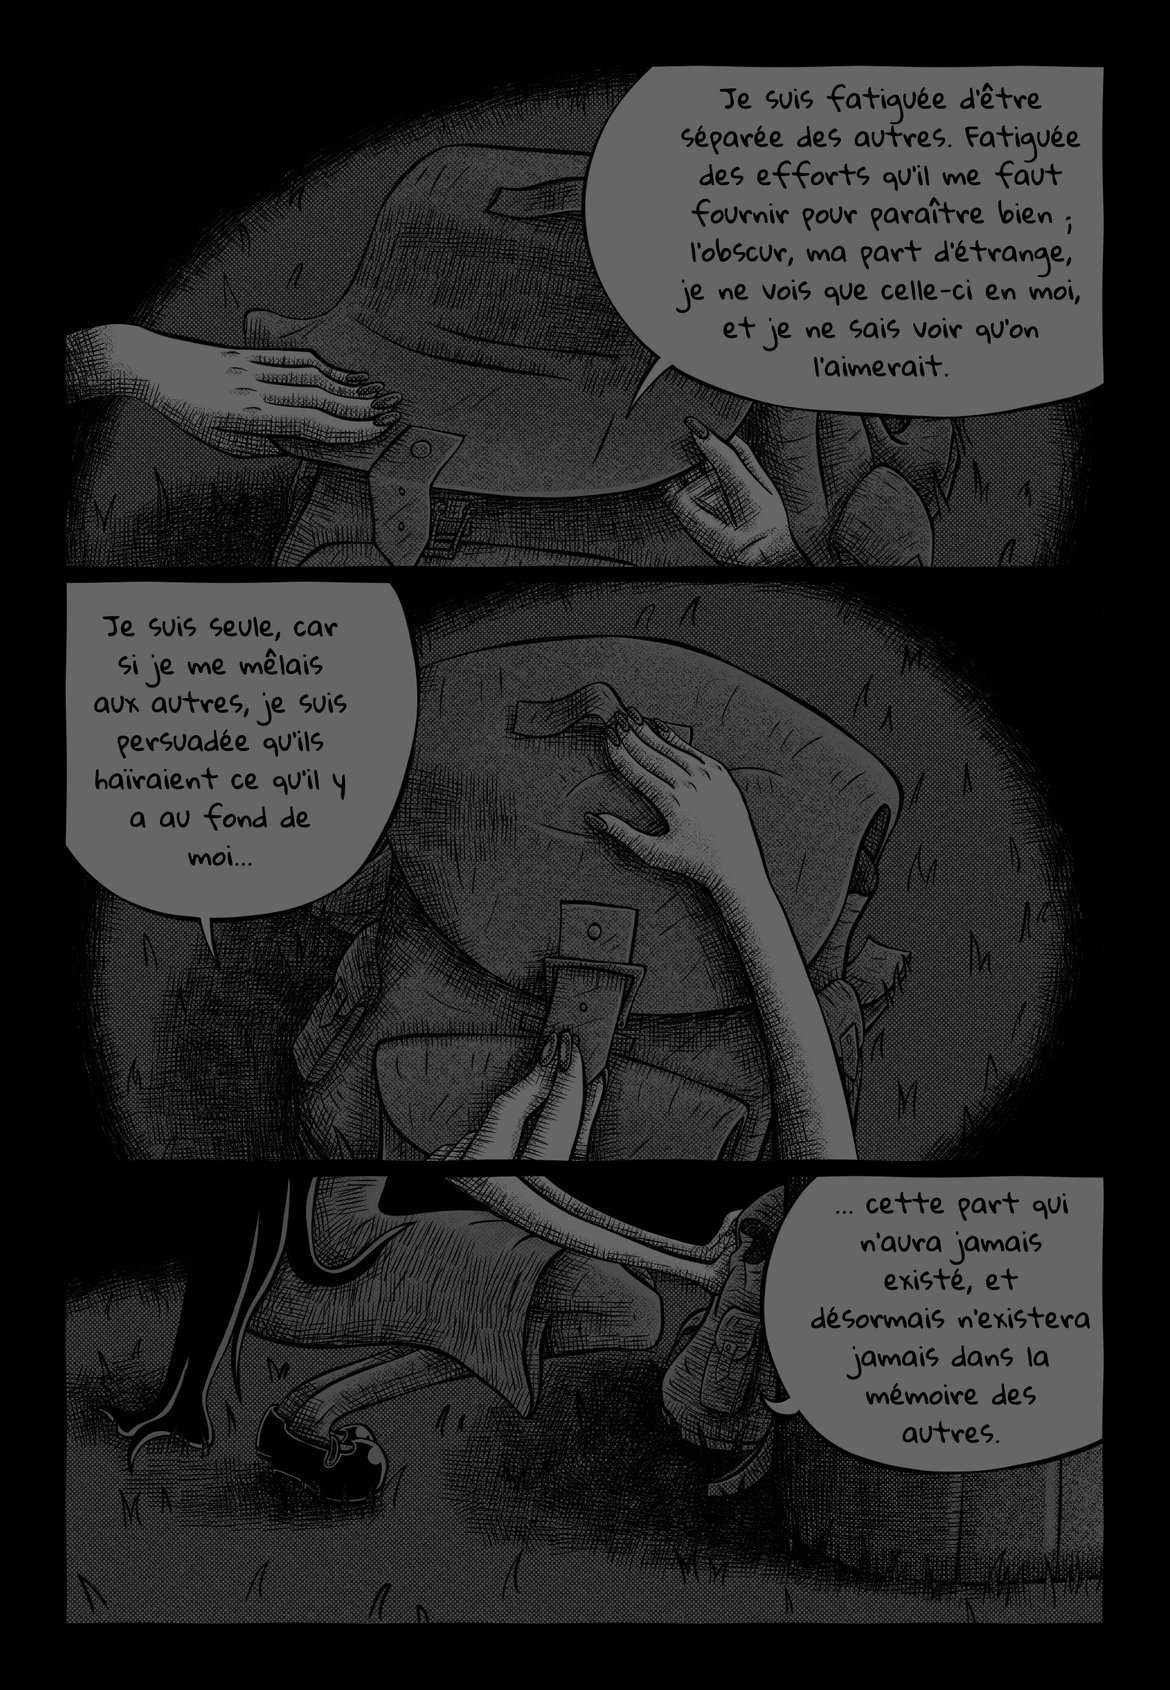 Je suis fatiguée d'être
séparée des autres. Fatiguée
des efforts qu'il me faut
fournir pour paraître bien ;
l'obscur, ma part d'étrange,
je ne vois que celle-ci en moi,
et je ne sais voir qu'on
l'aimerait.
Je suis seule, car
si je me mêlais
aux autres, je suis
persuadée qu'ils
haïraient ce qu'il y
a au fond de
moi...
... cette part qui
n'aura jamais
existé, et
désormais n'existera
jamais dans la
mémoire des
autres.